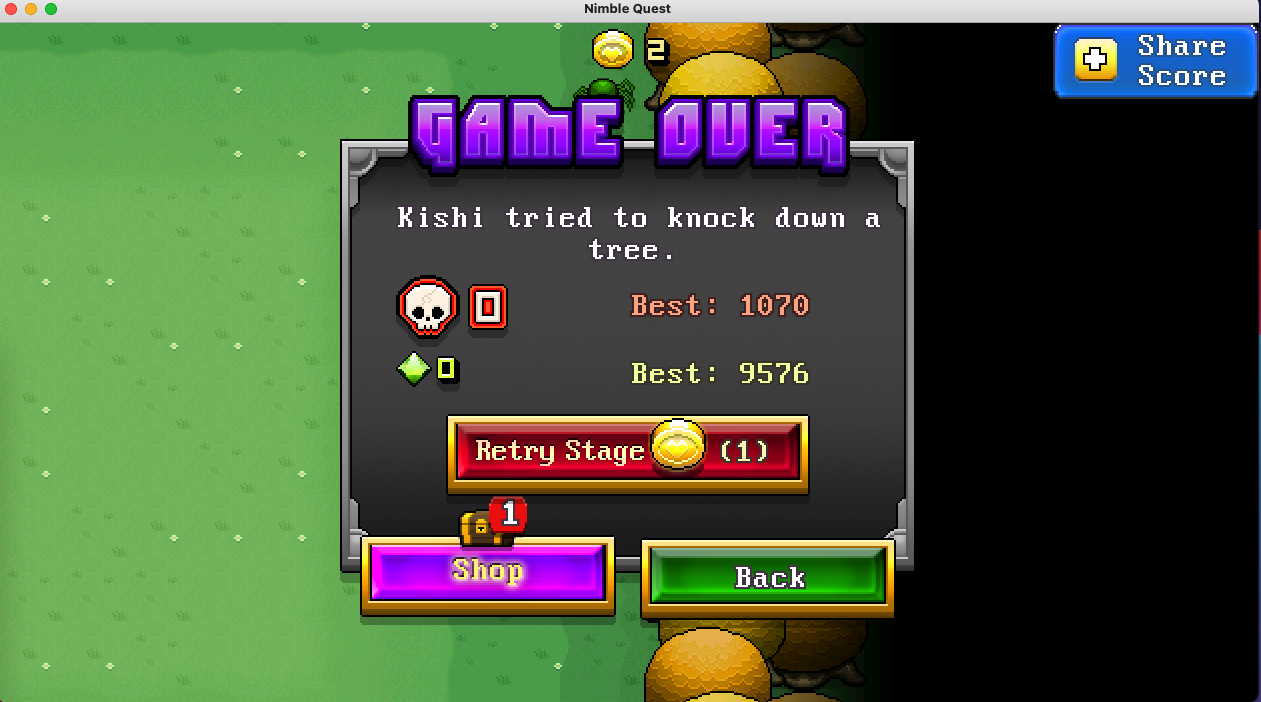 Nimble Quest
2
Share
Score
GAME OVER
Kishi tried to knock down a
tree.
0 Best: 1070
0 Best: 9576
Retry Stage (1)
1
Shop
Back